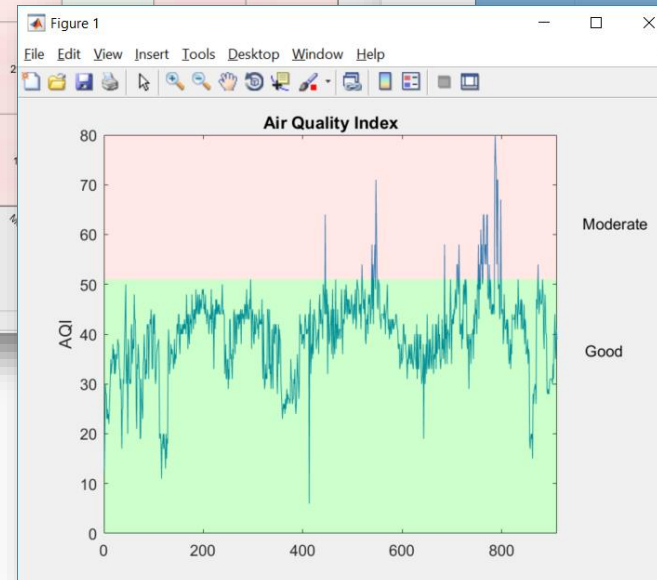 Figure 1
File Edit View Insert Tools Desktop Window Help
Air Quality Index
80
70
60
50
40
30
20
10
0
AQI
0 200 400 600 800
Moderate
Good